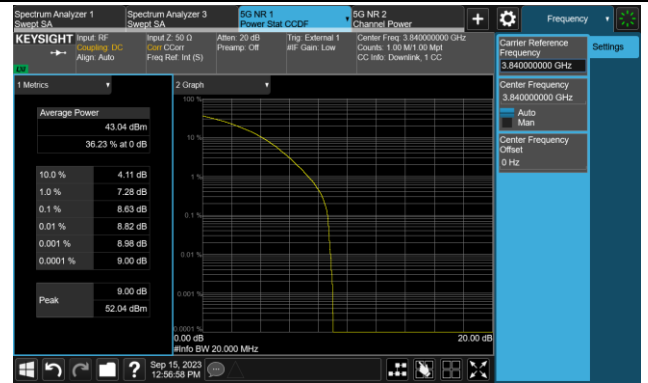 Spectrum Analyzer 1
Swept SA
Spectrum Analyzer 3
Swept SA
5G NR 1
Power Stat CCDF
5G NR 2
Channel Power
Frequency
KEYSIGHT
Input: RF
Coupling: DC
Align: Auto
Input Z: 50 Ω
Corr CCorr
Freq Ref: Int (S)
Atten: 20 dB
Preamp: Off
Trig: External 1
#IF Gain: Low
Center Freq: 3.840000000 GHz
Counts: 1.00 M/1.00 Mpt
CC Info: Downlink, 1 CC
Carrier Reference
Frequency
3.840000000 GHz
Settings
Center Frequency
3.840000000 GHz
Auto
Man
Center Frequency
Offset
0 Hz
1 Metrics
Average Power
43.04 dBm
36.23 % at 0 dB
10.0 % 4.11 dB
1.0 % 7.28 dB
0.1 % 8.63 dB
0.01 % 8.82 dB
0.001 % 8.98 dB
0.0001 % 9.00 dB
Peak
9.00 dB
52.04 dBm
2 Graph
100 %
10 %
1 %
0.1 %
0.01 %
0.001 %
0.0001 %
0.00 dB
20.00 dB
#Info BW 20.000 MHz
?
Sep 15, 2023
12:56:58 PM